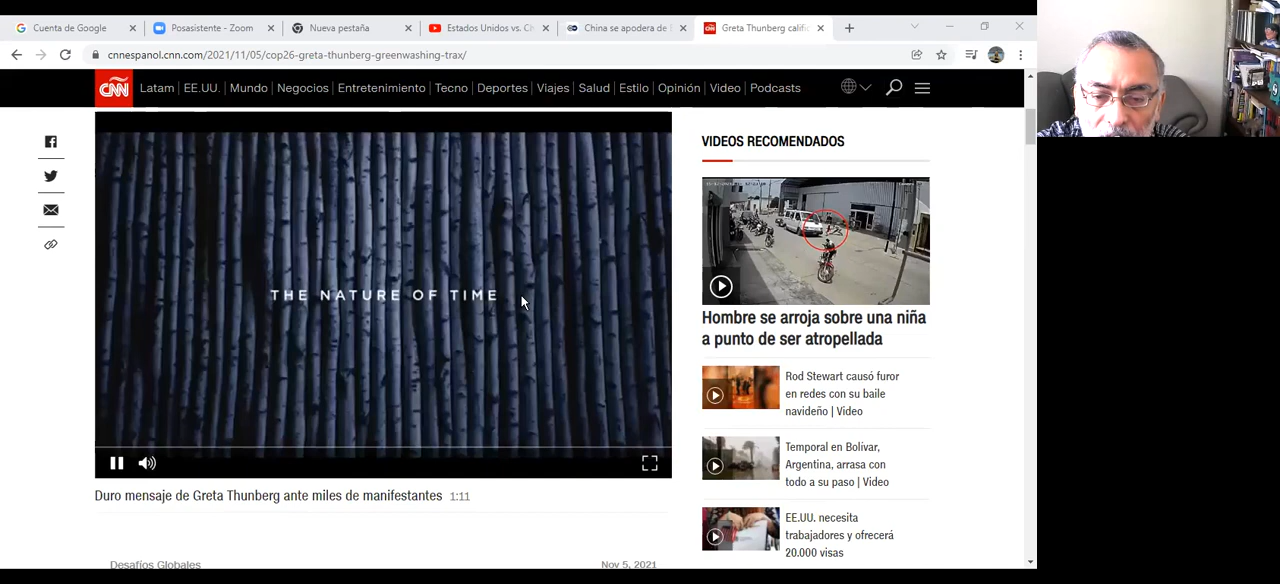 Cuenta de Google
Posasistente - Zoom
Nueva pestaña
Estados Unidos vs. Ch
China se apodera de
Greta Thunberg calific
cnnespanol.cnn.com/2021/11/05/cop26-greta-thunberg-greenwashing-trax/
CNN Latam | EE.UU. | Mundo | Negocios | Entretenimiento | Tecno | Deportes | Viajes | Salud | Estilo | Opinión | Video | Podcasts
THE NATURE OF TIME
Duro mensaje de Greta Thunberg ante miles de manifestantes 1:11
Desafíos Globales
Nov 5, 2021
VIDEOS RECOMENDADOS
Hombre se arroja sobre una niña
a punto de ser atropellada
Rod Stewart causó furor
en redes con su baile
navideño | Video
Temporal en Bolívar,
Argentina, arrasa con
todo a su paso | Video
EE.UU. necesita
trabajadores y ofrecerá
20.000 visas